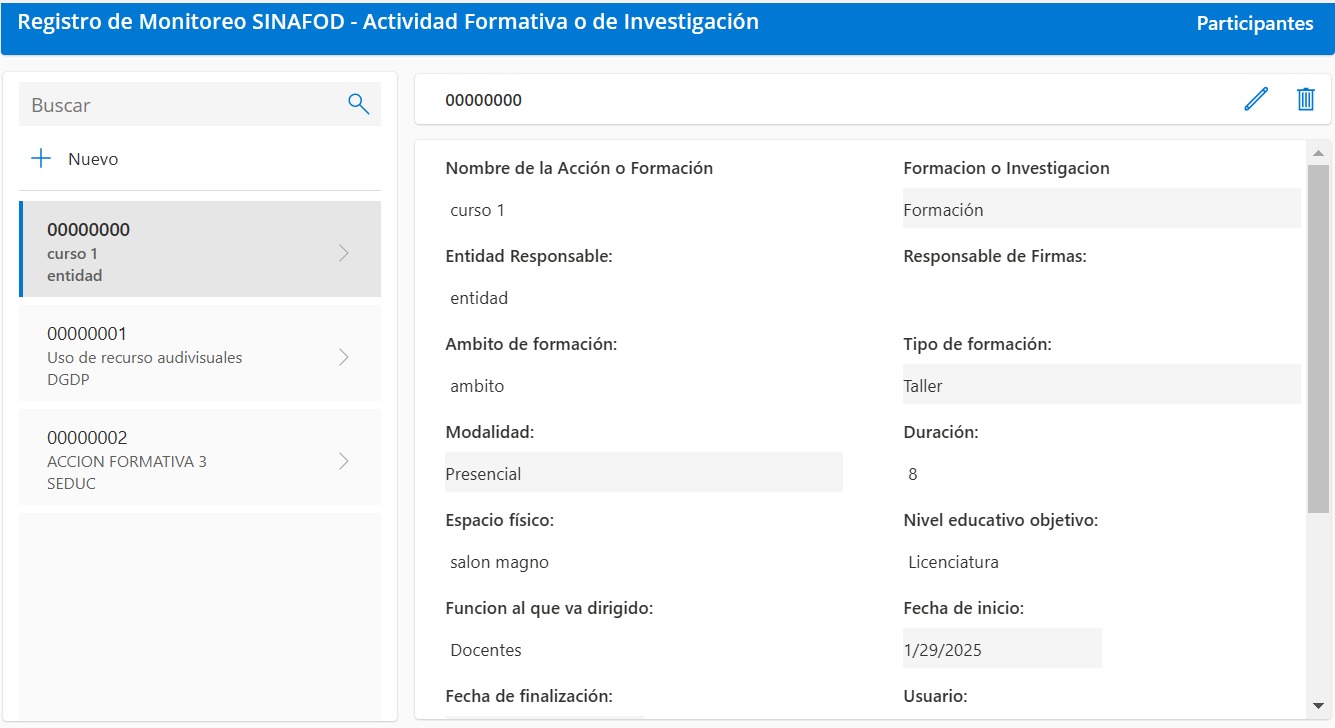 Registro de Monitoreo SINAFOD - Actividad Formativa o de Investigación
Participantes
Buscar
Nuevo
00000000
curso 1
entidad
00000001
Uso de recurso audivisuales
DGDP
00000002
ACCION FORMATIVA 3
SEDUC
00000000
Nombre de la Acción o Formación
Formacion o Investigacion
curso 1
Formación
Entidad Responsable:
Responsable de Firmas:
entidad
Ambito de formación:
Tipo de formación:
ambito
Taller
Modalidad:
Duración:
Presencial
8
Espacio físico:
Nivel educativo objetivo:
salon magno
Licenciatura
Funcion al que va dirigido:
Fecha de inicio:
Docentes
1/29/2025
Fecha de finalización:
Usuario: